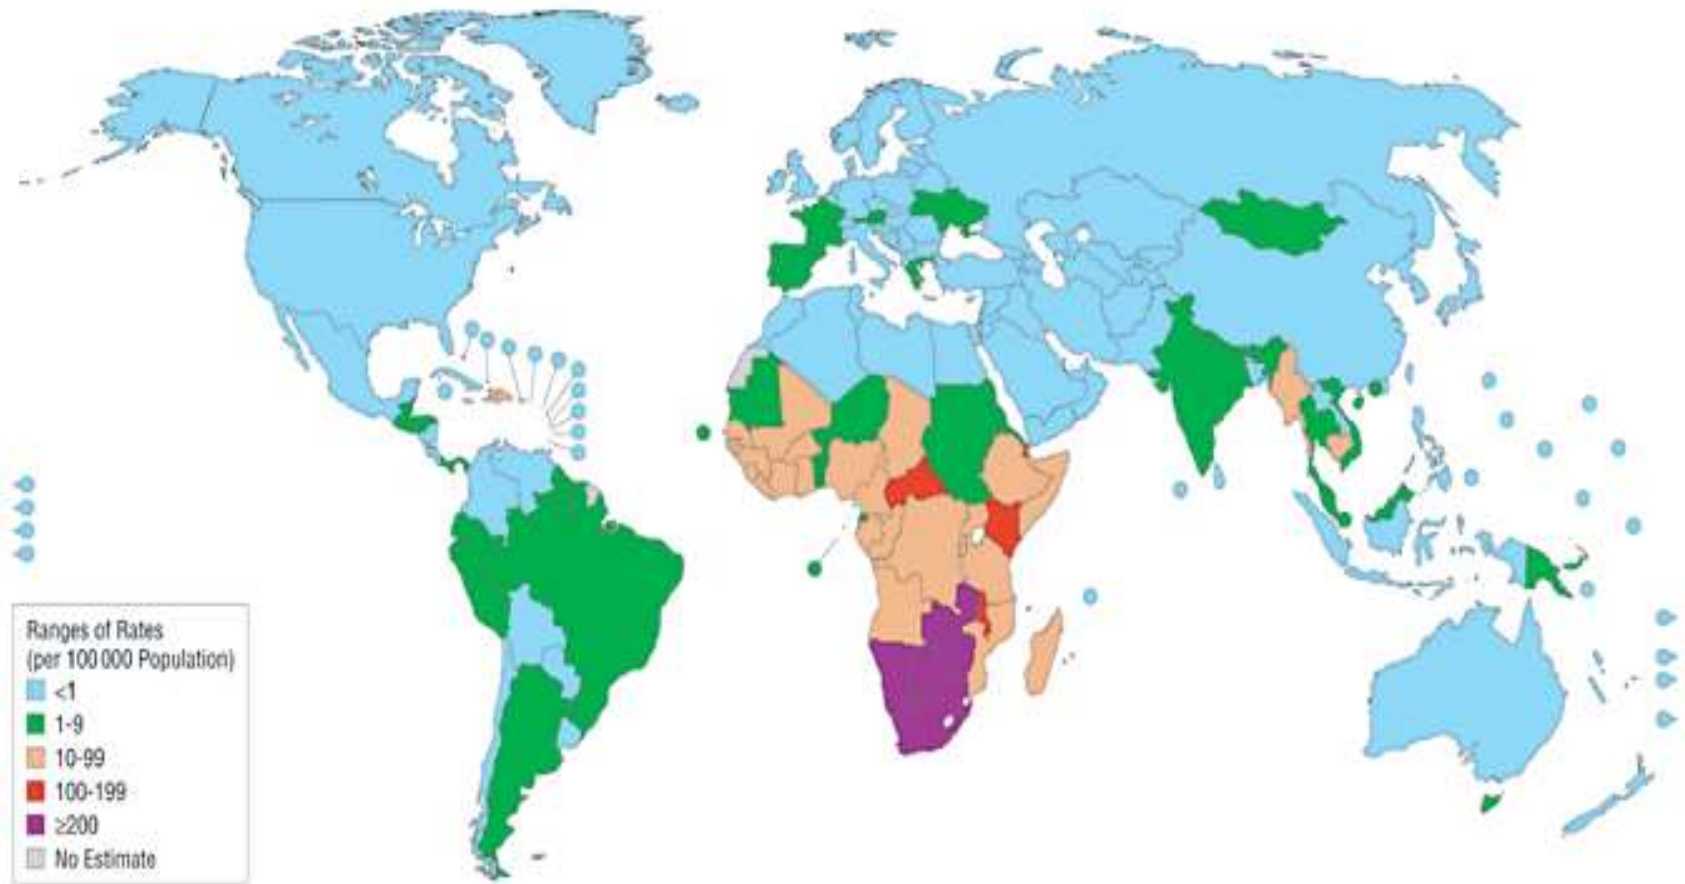 Ranges of Rates
(per 100 000 Population)
<1
1-9
10-99
100-199
≥200
No Estimate